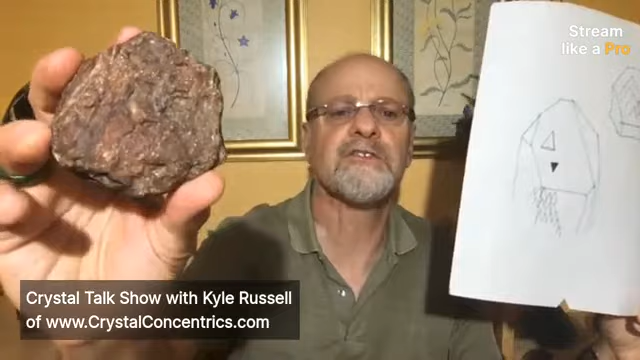 Stream
like a Pro
Crystal Talk Show with Kyle Russell
of www.CrystalConcentrics.com